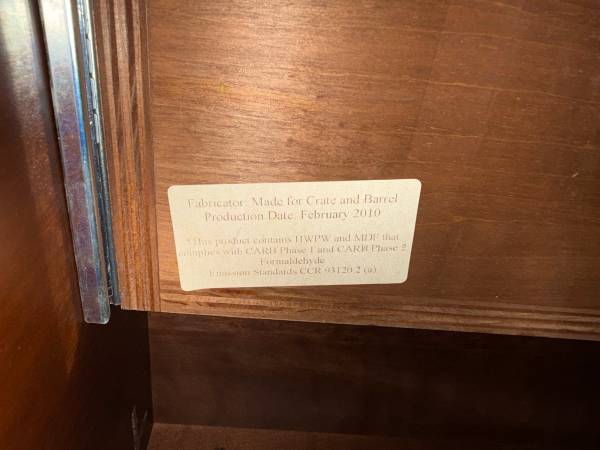 Fabricator: Made for Crate and Barrel
Production Date: February 2010
*This product contains HWPW and MDF that
complies with CARB Phase 1 and CARB Phase 2
Formaldehyde
Emission Standards CCR 93120.2 (a)